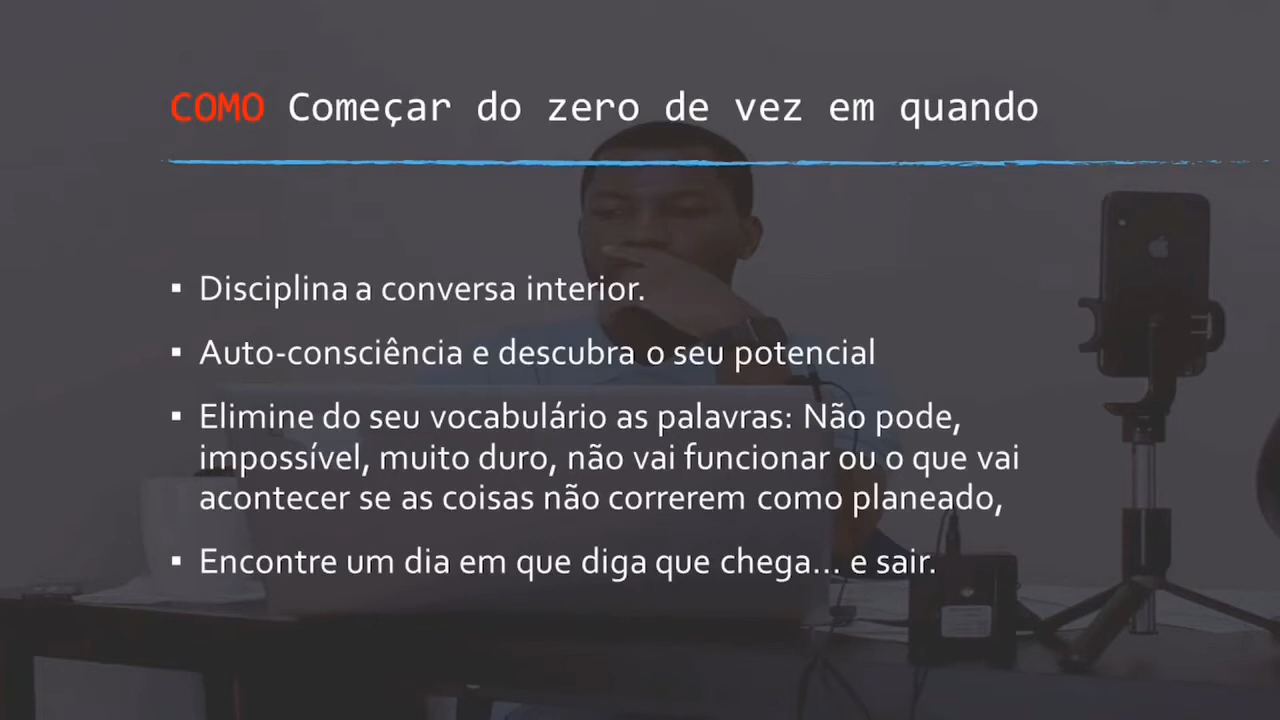 COMO Começar do zero de vez em quando
▪ Disciplina a conversa interior.
▪ Auto-consciência e descubra o seu potencial
▪ Elimine do seu vocabulário as palavras: Não pode,
impossível, muito duro, não vai funcionar ou o que vai
acontecer se as coisas não correrem como planeado,
▪ Encontre um dia em que diga que chega... e sair.